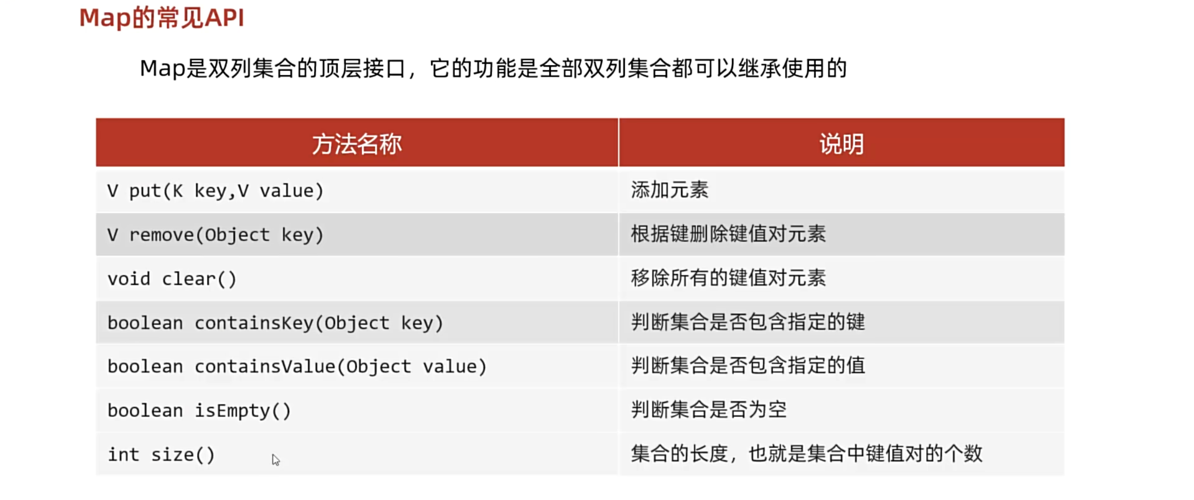 Map的常见API
Map是双列集合的顶层接口，它的功能是全部双列集合都可以继承使用的
方法名称 说明
V put(K key,V value) 添加元素
V remove(Object key) 根据键删除键值对元素
void clear() 移除所有的键值对元素
boolean containsKey(Object key) 判断集合是否包含指定的键
boolean containsValue(Object value) 判断集合是否包含指定的值
boolean isEmpty() 判断集合是否为空
int size() 集合的长度，也就是集合中键值对的个数